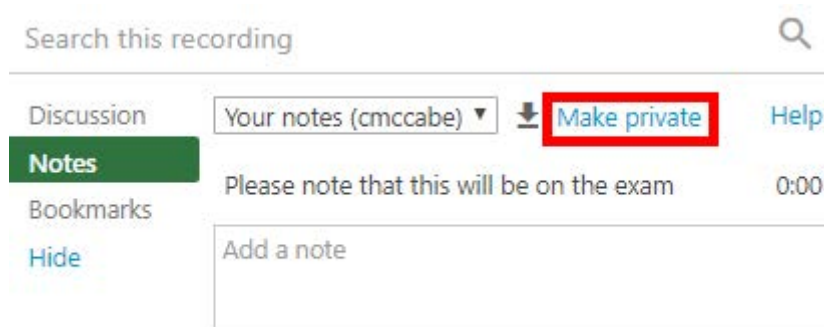 Search this recording
Discussion
Your notes (cmccabe) Make private Help
Notes
Please note that this will be on the exam 0:00
Bookmarks
Hide
Add a note